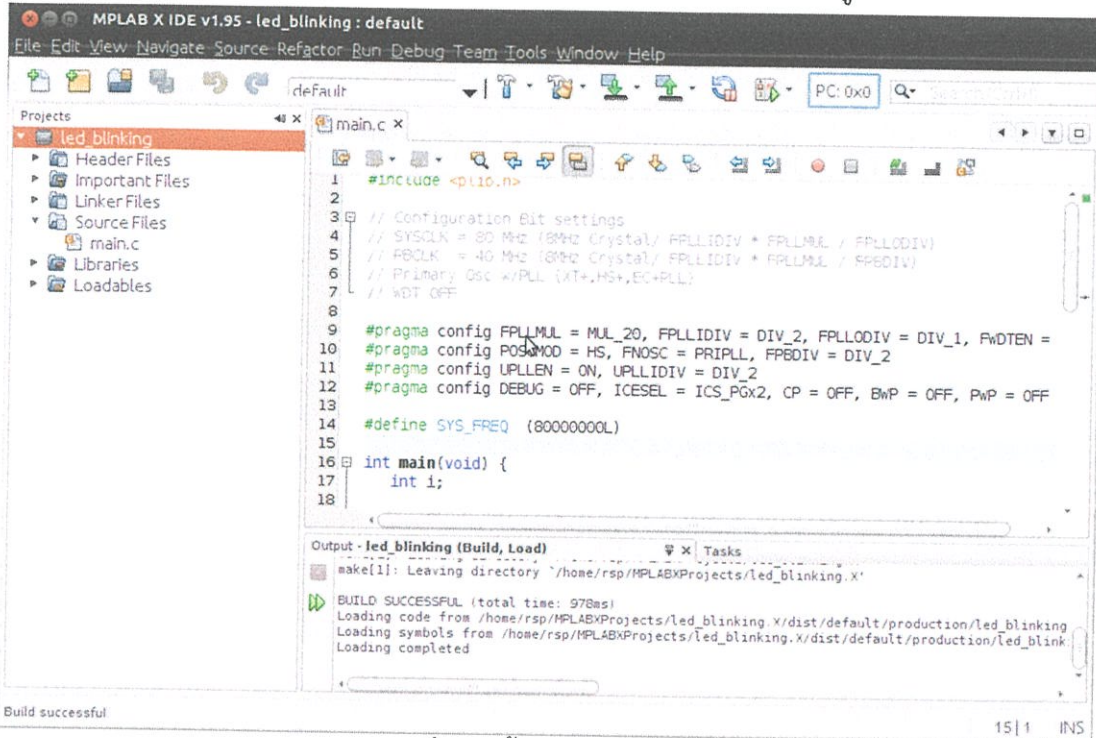 MPLAB X IDE v1.95 - led_blinking : default
File Edit View Navigate Source Refactor Run Debug Team Tools Window Help
default
PC: 0x0
Projects
main.c
led_blinking
Header Files
Important Files
Linker Files
Source Files
main.c
Libraries
Loadables
1 #include
2
3 // Configuration Bit settings
4 // SYSCLK = 80 MHz (8MHz Crystal/ FPLLIDIV * FPLLMUL / FPLLODIV)
5 // PBCLK = 40 MHz (8MHz Crystal/ FPLLIDIV * FPLLMUL / FPBDIV)
6 // Primary Osc w/PLL (XT+,HS+,EC+PLL)
7 // WDT OFF
8
9 #pragma config FPLLMUL = MUL_20, FPLLIDIV = DIV_2, FPLLODIV = DIV_1, FWDTEN =
10 #pragma config POSCMOD = HS, FNOSC = PRIPLL, FPBDIV = DIV_2
11 #pragma config UPLLEN = ON, UPLLIDIV = DIV_2
12 #pragma config DEBUG = OFF, ICESEL = ICS_PGx2, CP = OFF, BWP = OFF, PWP = OFF
13
14 #define SYS_FREQ (80000000L)
15
16 int main(void) {
17 int i;
18
Output - led_blinking (Build, Load)
Tasks
make[1]: Leaving directory `/home/rsp/MPLABXProjects/led_blinking.X'
BUILD SUCCESSFUL (total time: 978ms)
Loading code from /home/rsp/MPLABXProjects/led_blinking.X/dist/default/production/led_blinking
Loading symbols from /home/rsp/MPLABXProjects/led_blinking.X/dist/default/production/led_blink
Loading completed
Build successful
15|1 INS